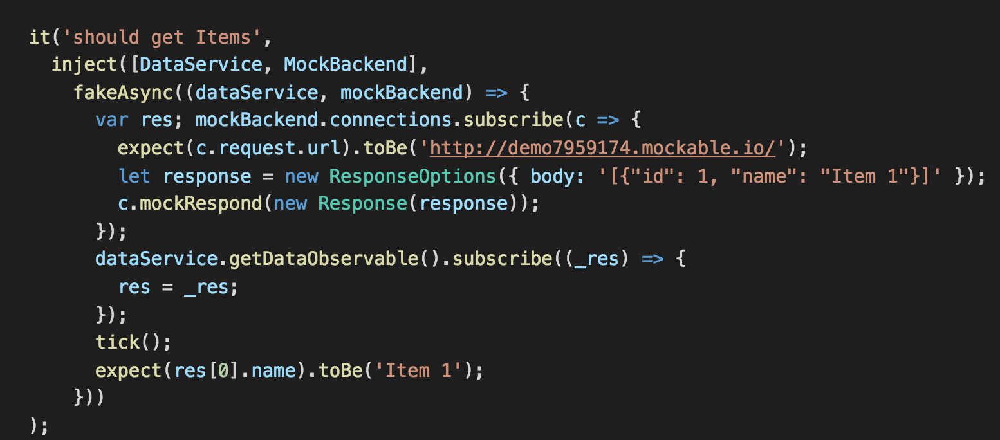 it('should get Items',
  inject([DataService, MockBackend],
    fakeAsync((dataService, mockBackend) => {
      var res; mockBackend.connections.subscribe(c => {
        expect(c.request.url).toBe('http://demo7959174.mockable.io/');
        let response = new ResponseOptions({ body: '[{"id": 1, "name": "Item 1"}]' });
        c.mockRespond(new Response(response));
      });
      dataService.getDataObservable().subscribe((_res) => {
        res = _res;
      });
      tick();
      expect(res[0].name).toBe('Item 1');
    }))
);